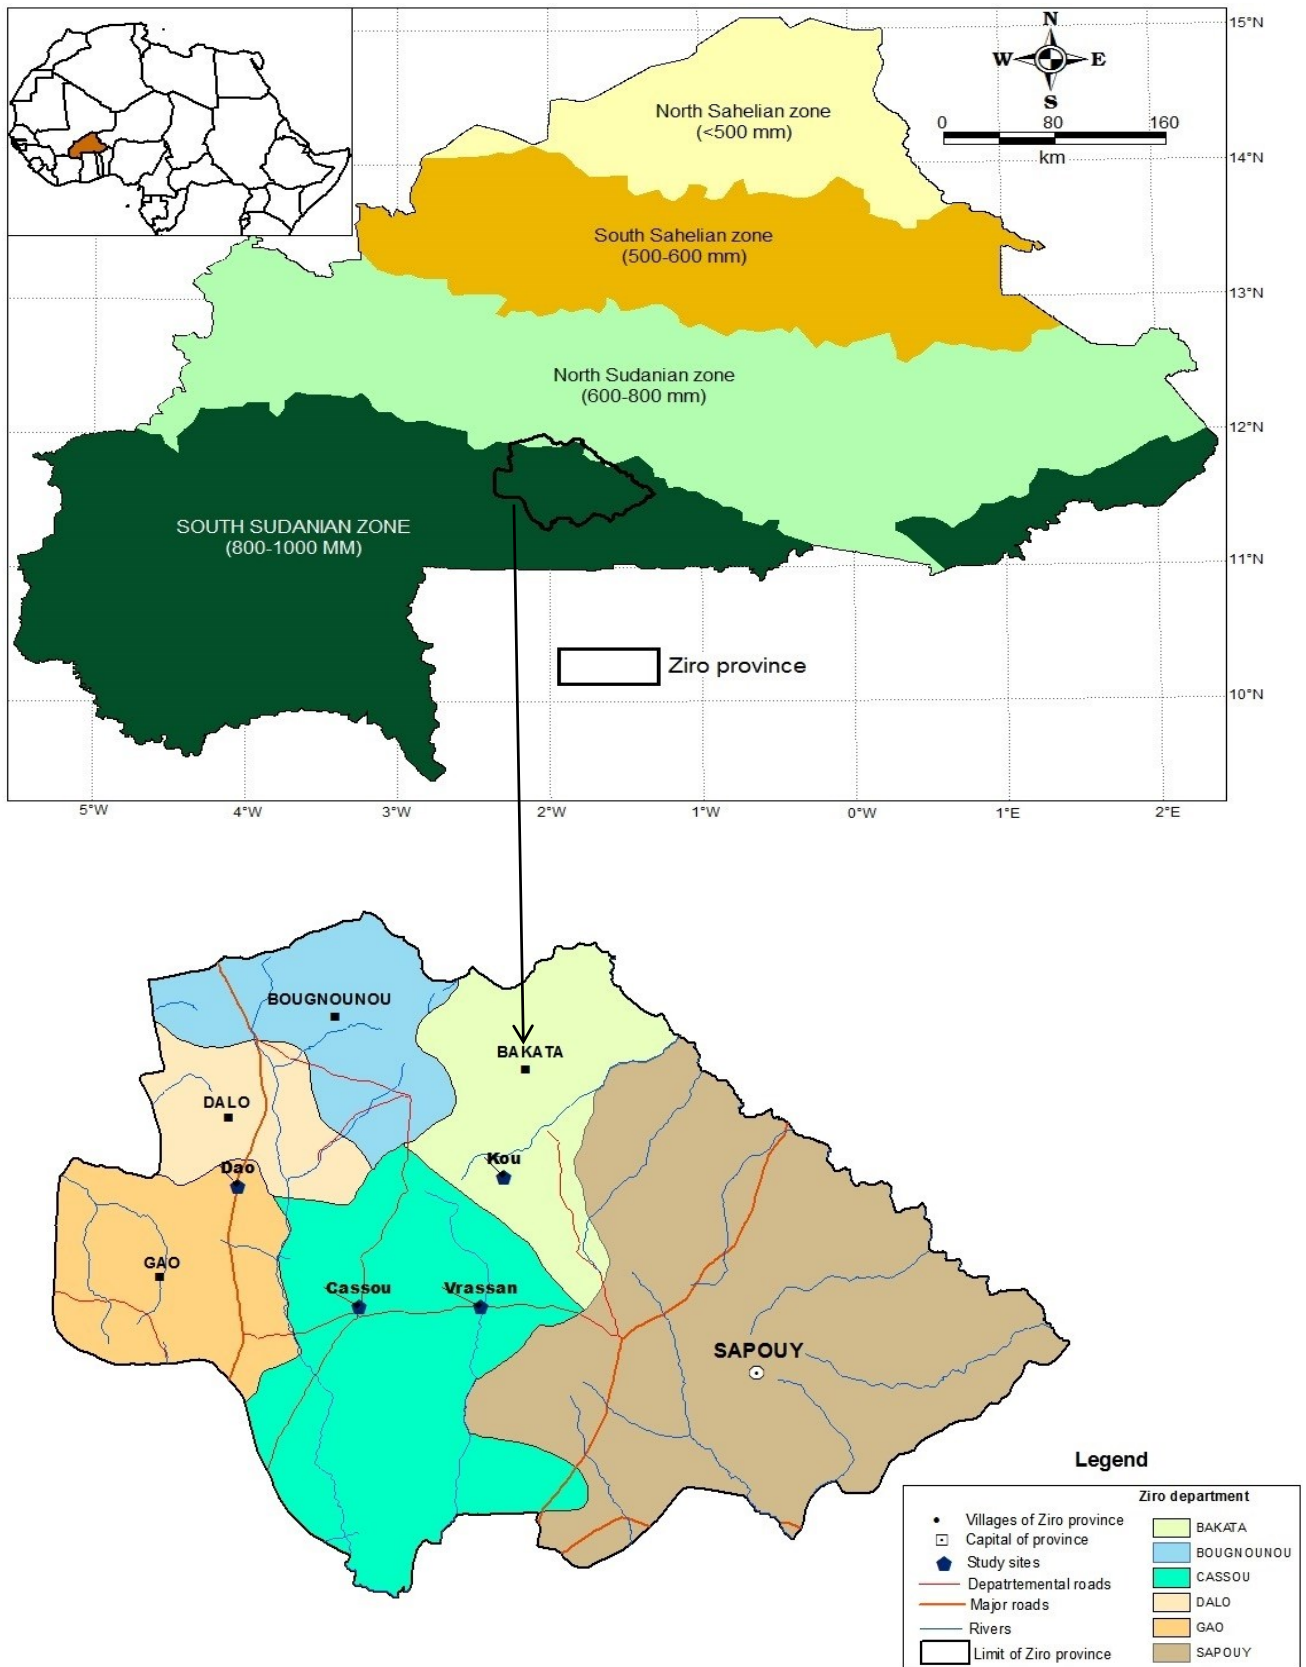 N
W E
S
0 80 160
km
North Sahelian zone
(<500 mm)
South Sahelian zone
(500-600 mm)
North Sudanian zone
(600-800 mm)
SOUTH SUDANIAN ZONE
(800-1000 MM)
Ziro province
15°N
14°N
13°N
12°N
11°N
10°N
5°W 4°W 3°W 2°W 1°W 0°W 1°E 2°E
BOUGNOUNOU
BAKATA
DALO
Dao
Kou
GAO
Cassou
Vrassan
SAPOUY
Legend
Villages of Ziro province
Capital of province
Study sites
Depatrtemental roads
Major roads
Rivers
Limit of Ziro province
Ziro department
BAKATA
BOUGNOUNOU
CASSOU
DALO
GAO
SAPOUY